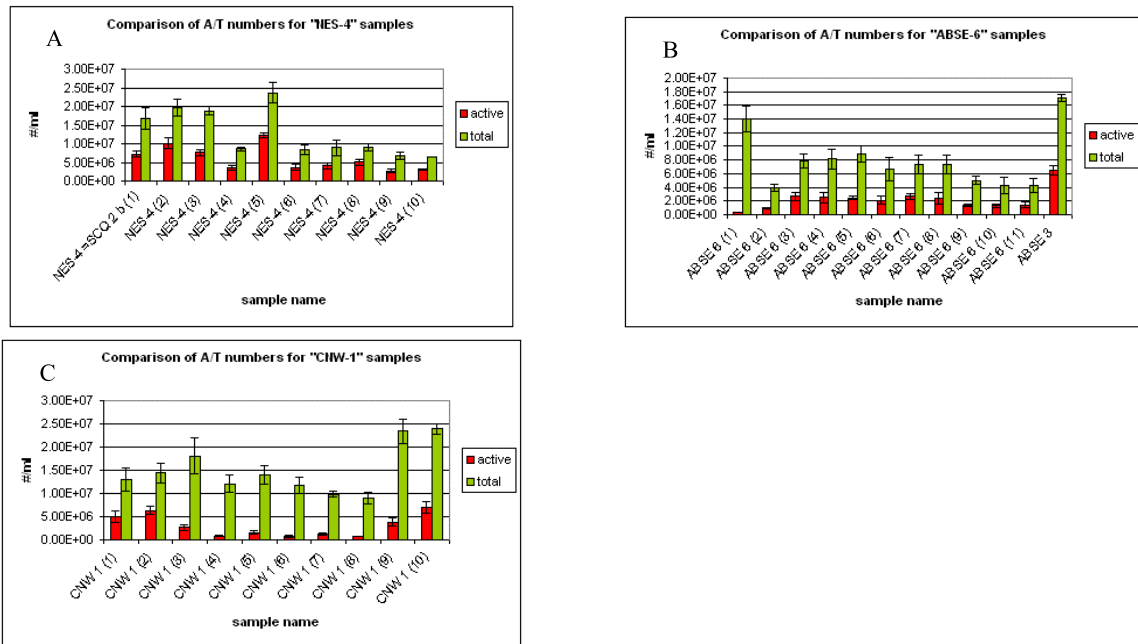 A
Comparison of A/T numbers for "NES-4" samples
3.00E+07
2.50E+07
2.00E+07
1.50E+07
1.00E+07
5.00E+06
0.00E+00
#/ml
active
total
NES-4 =SCQ 2 b (1)
NES-4 (2)
NES-4 (3)
NES-4 (4)
NES-4 (5)
NES-4 (6)
NES-4 (7)
NES-4 (8)
NES-4 (9)
NES-4 (10)
sample name
B
Comparison of A/T numbers for "ABSE-6" samples
2.00E+07
1.80E+07
1.60E+07
1.40E+07
1.20E+07
1.00E+07
8.00E+06
6.00E+06
4.00E+06
2.00E+06
0.00E+00
#/ml
active
total
ABSE 6 (1)
ABSE 6 (2)
ABSE 6 (3)
ABSE 6 (4)
ABSE 6 (5)
ABSE 6 (6)
ABSE 6 (7)
ABSE 6 (8)
ABSE 6 (9)
ABSE 6 (10)
ABSE 6 (11)
ABSE 3
sample name
C
Comparison of A/T numbers for "CNW-1" samples
3.00E+07
2.50E+07
2.00E+07
1.50E+07
1.00E+07
5.00E+06
0.00E+00
#/ml
active
total
CNW 1 (1)
CNW 1 (2)
CNW 1 (3)
CNW 1 (4)
CNW 1 (5)
CNW 1 (6)
CNW 1 (7)
CNW 1 (8)
CNW 1 (9)
CNW 1 (10)
sample name